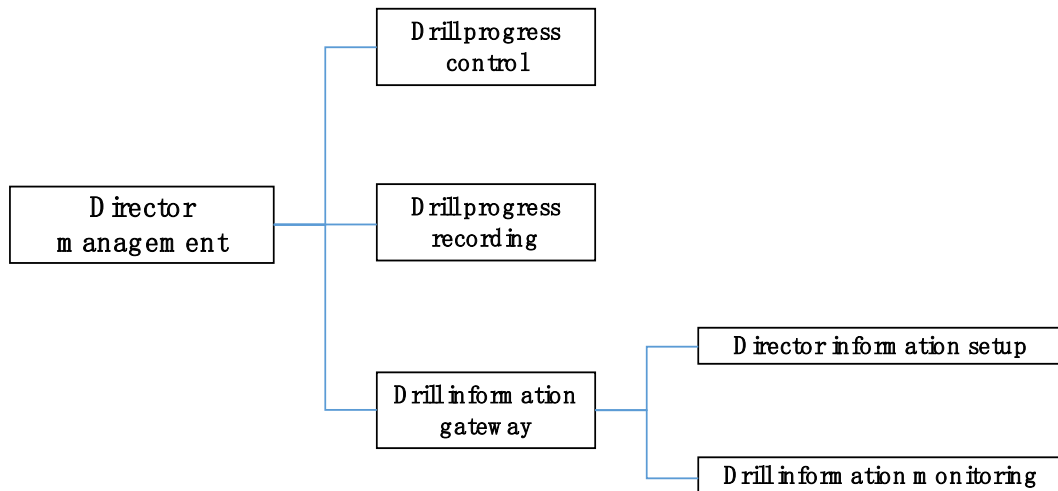 Drill progress
control
Director
management
Drill progress
recording
Drill information
gateway
Director information setup
Drill information monitoring